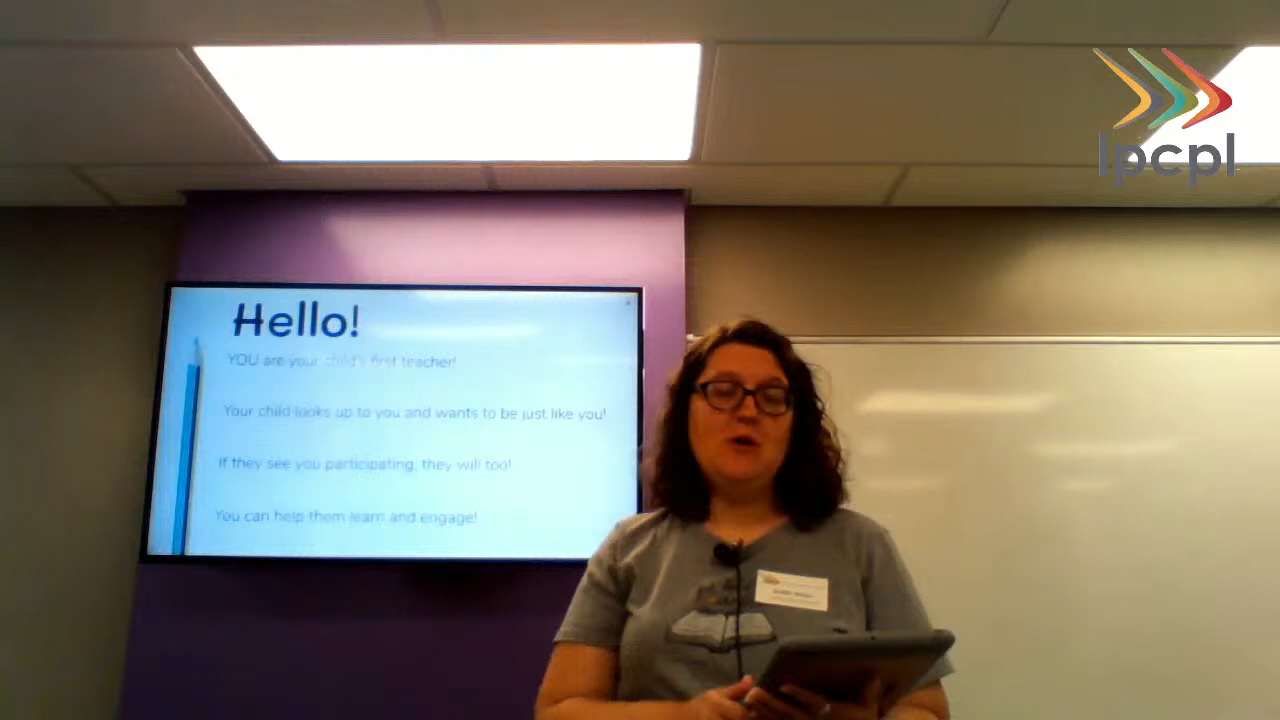 Hello!
YOU are your child's first teacher!
Your child looks up to you and wants to be just like you!
If they see you participating, they will too!
You can help them learn and engage!
lpcpl